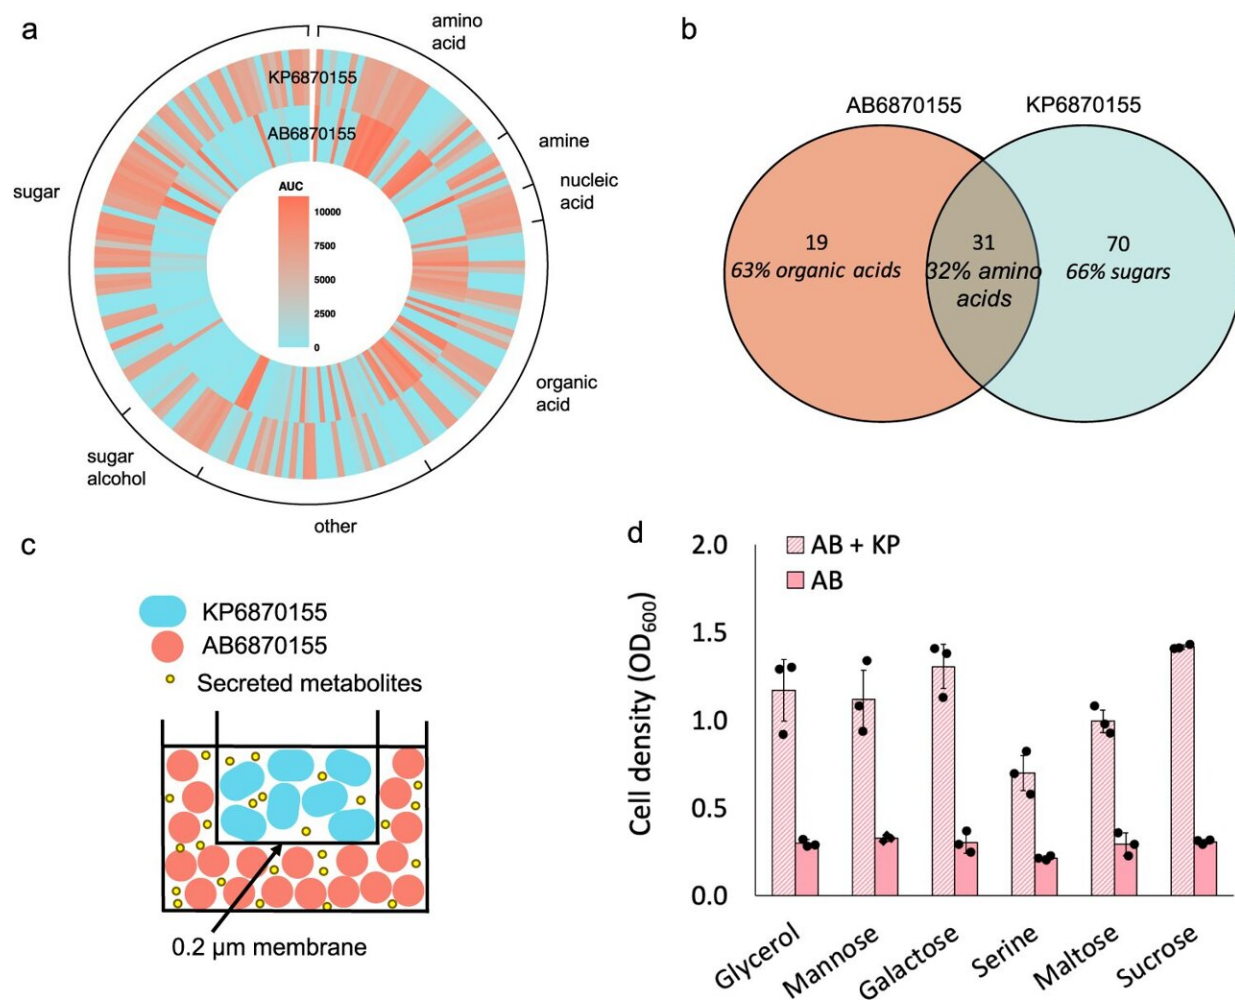 a
amino
acid
KP6870155
AB6870155
amine
nucleic
acid
sugar
AUC
10000
7500
5000
2500
0
organic
acid
sugar
alcohol
other
b
AB6870155
KP6870155
19
63% organic acids
31
32% amino
acids
70
66% sugars
c
KP6870155
AB6870155
Secreted metabolites
0.2 µm membrane
d
AB + KP
AB
Cell density (OD600)
2.0
1.5
1.0
0.5
0.0
Glycerol
Mannose
Galactose
Serine
Maltose
Sucrose